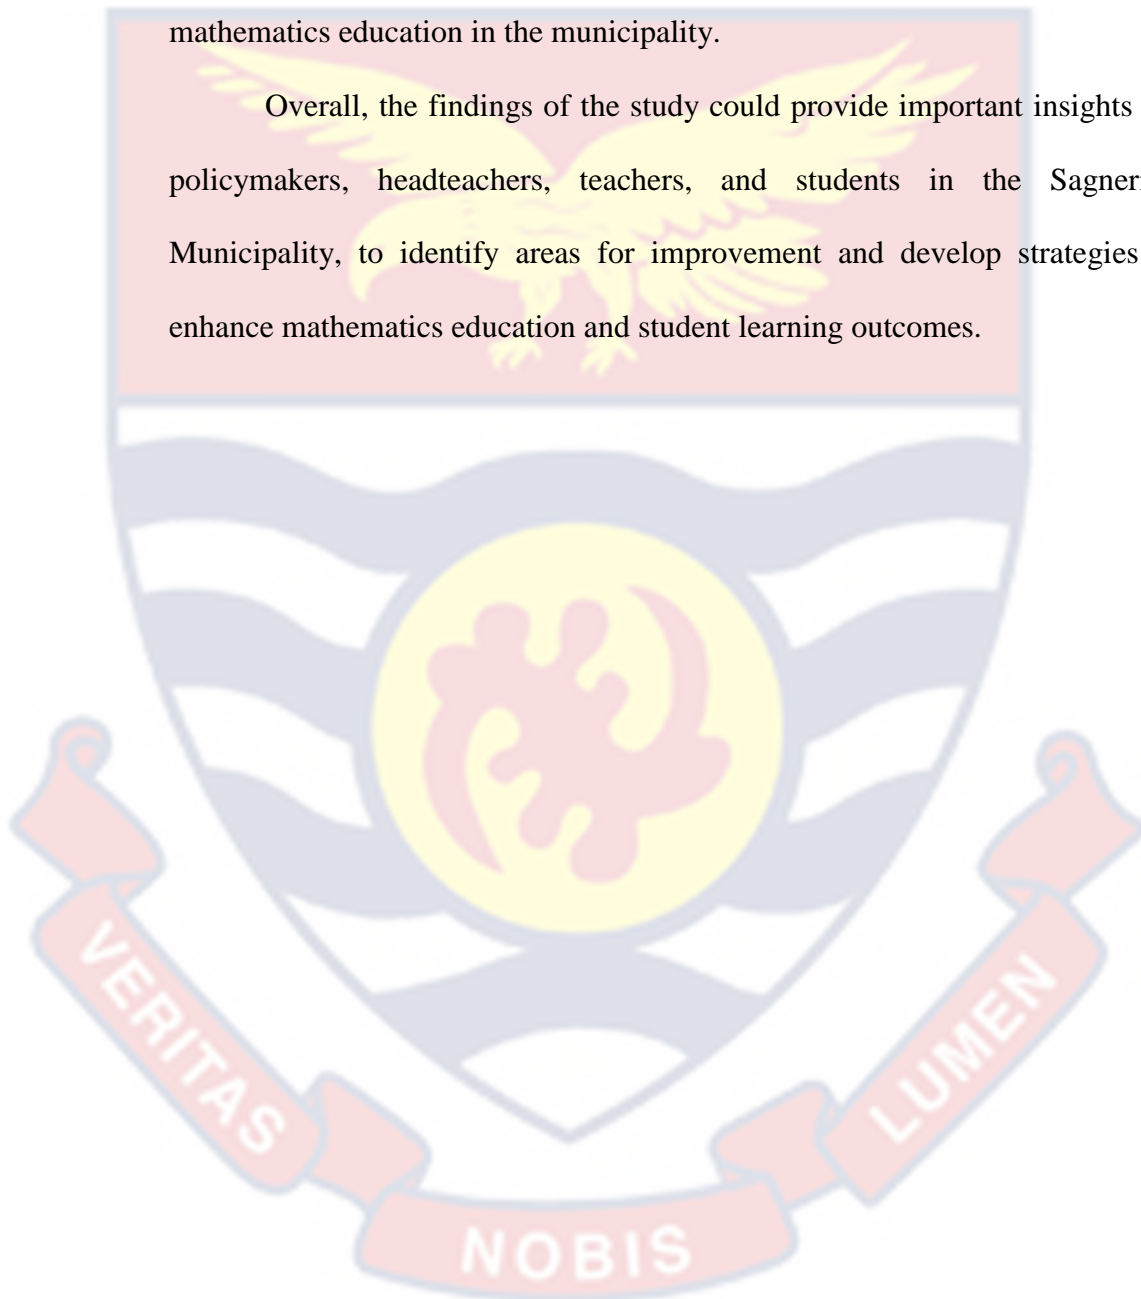 mathematics education in the municipality.
Overall, the findings of the study could provide important insights
policymakers, headteachers, teachers, and students in the
Municipality, to identify areas for improvement and develop strategies
enhance mathematics education and student learning outcomes.
VERITAS
NOBIS
LUMEN